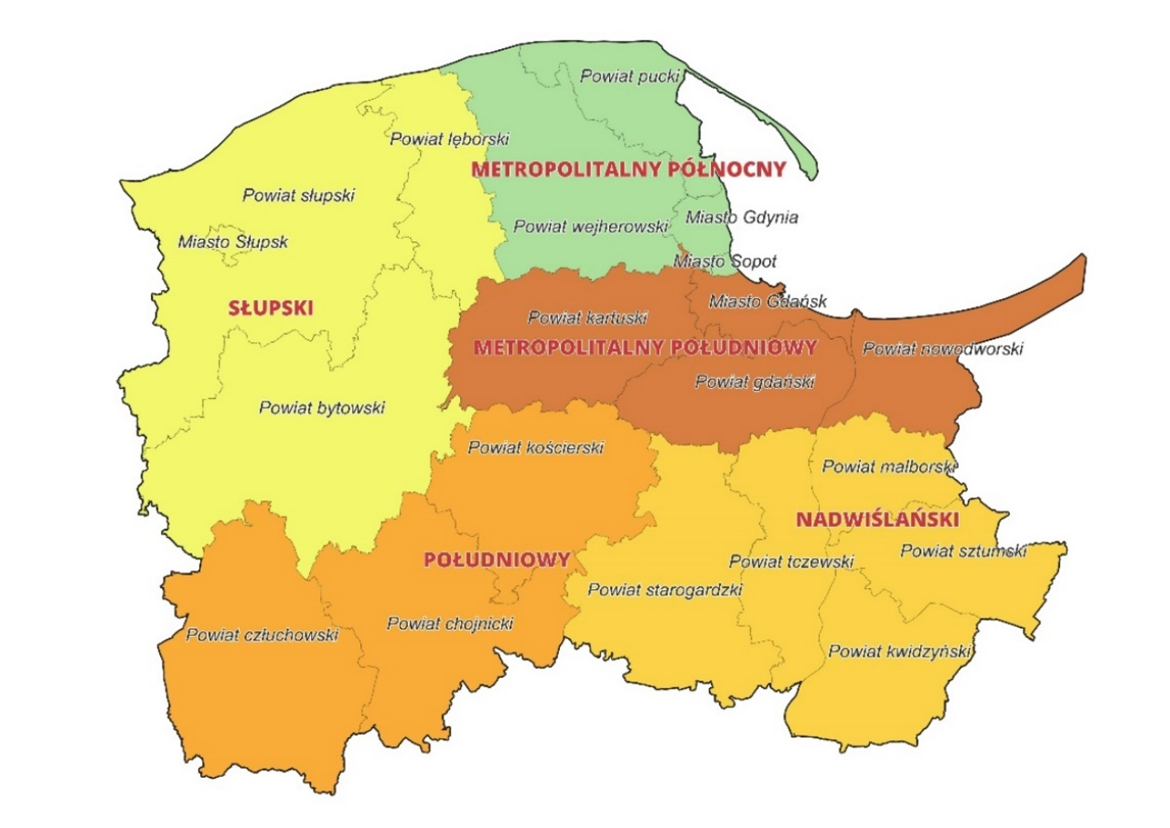 Powiat pucki
Powiat lęborski
METROPOLITALNY PÓŁNOCNY
Powiat słupski
Miasto Gdynia
Powiat wejherowski
Miasto Słupsk
Miasto Sopot
Miasto Gdańsk
SŁUPSKI
Powiat kartuski
METROPOLITALNY POŁUDNIOWY
Powiat nowodworski
Powiat gdański
Powiat bytowski
Powiat kościerski
Powiat malborski
NADWIŚLAŃSKI
Powiat sztumski
POŁUDNIOWY
Powiat tczewski
Powiat starogardzki
Powiat chojnicki
Powiat człuchowski
Powiat kwidzyński